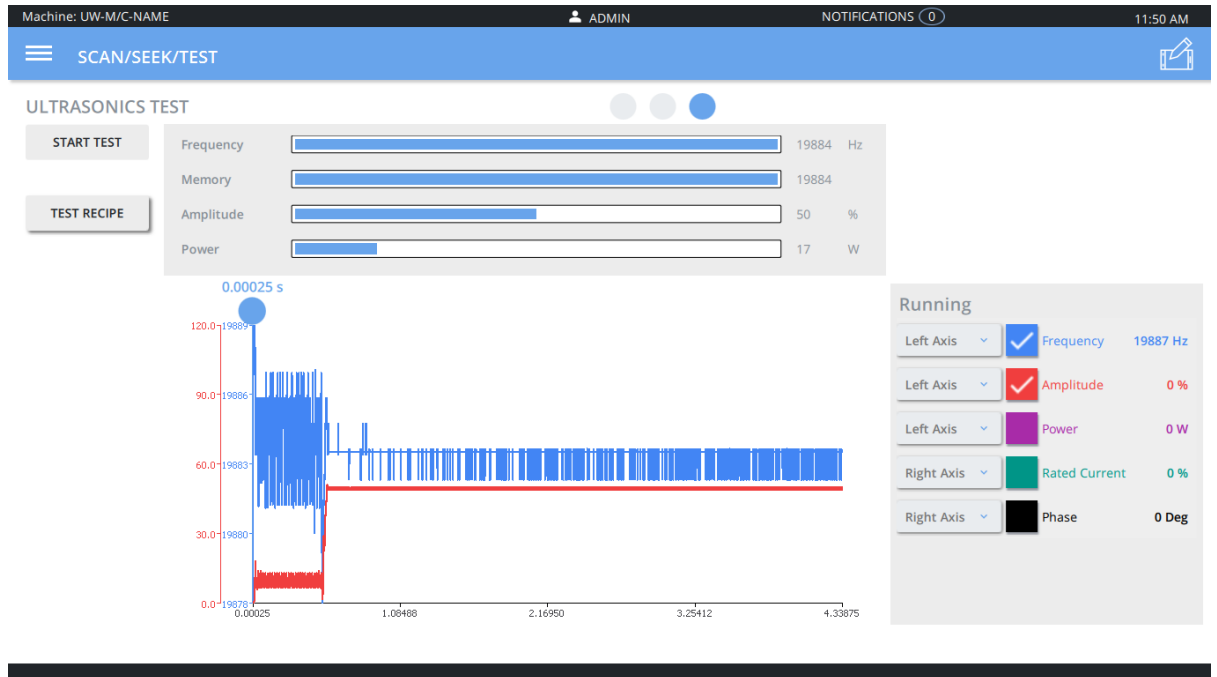 Machine: UW-M/C-NAME ADMIN NOTIFICATIONS 0 11:50 AM
SCAN/SEEK/TEST
ULTRASONICS TEST
START TEST
TEST RECIPE
Frequency 19884 Hz
Memory 19884
Amplitude 50 %
Power 17 W
0.00025 s
120.0 19889
90.0 19886
60.0 19883
30.0 19880
0.0 19878
0.00025 1.08488 2.16950 3.25412 4.33875
Running
Left Axis Frequency 19887 Hz
Left Axis Amplitude 0 %
Left Axis Power 0 W
Right Axis Rated Current 0 %
Right Axis Phase 0 Deg